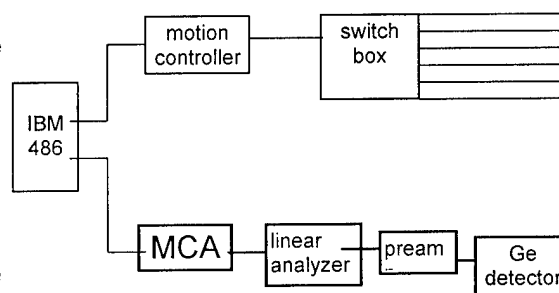 motion
controller
switch
box
IBM
486
MCA
linear
analyzer
pream
Ge
detector